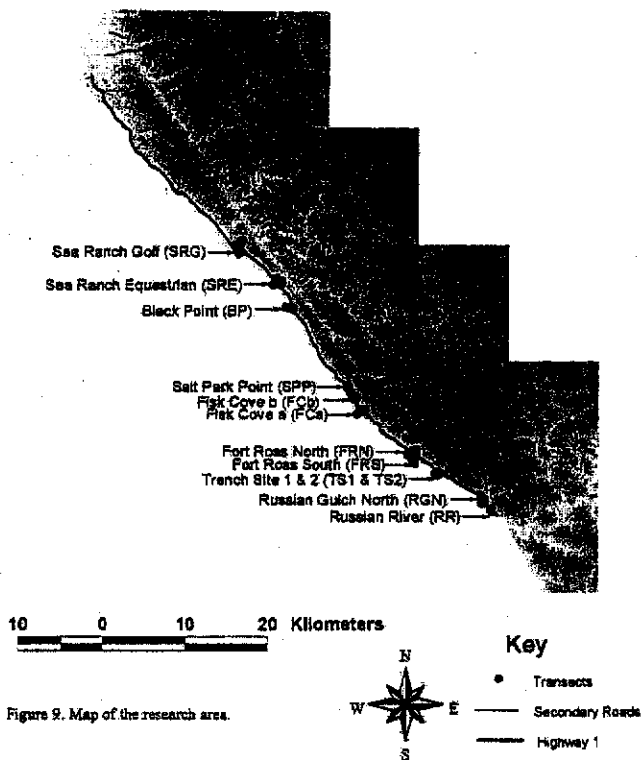 Sea Ranch Golf (SRG)
Sea Ranch Equestrian (SRE)
Black Point (BP)
Salt Park Point (SPP)
Fisk Cove b (FCb)
Fisk Cove a (FCa)
Fort Ross North (FRN)
Fort Ross South (FRS)
Trench Site 1 & 2 (TS1 & TS2)
Russian Gulch North (RGN)
Russian River (RR)
10 0 10 20 Kilometers
Key
N
W E
S
Transects
Secondary Roads
Highway 1
Figure 9. Map of the research area.